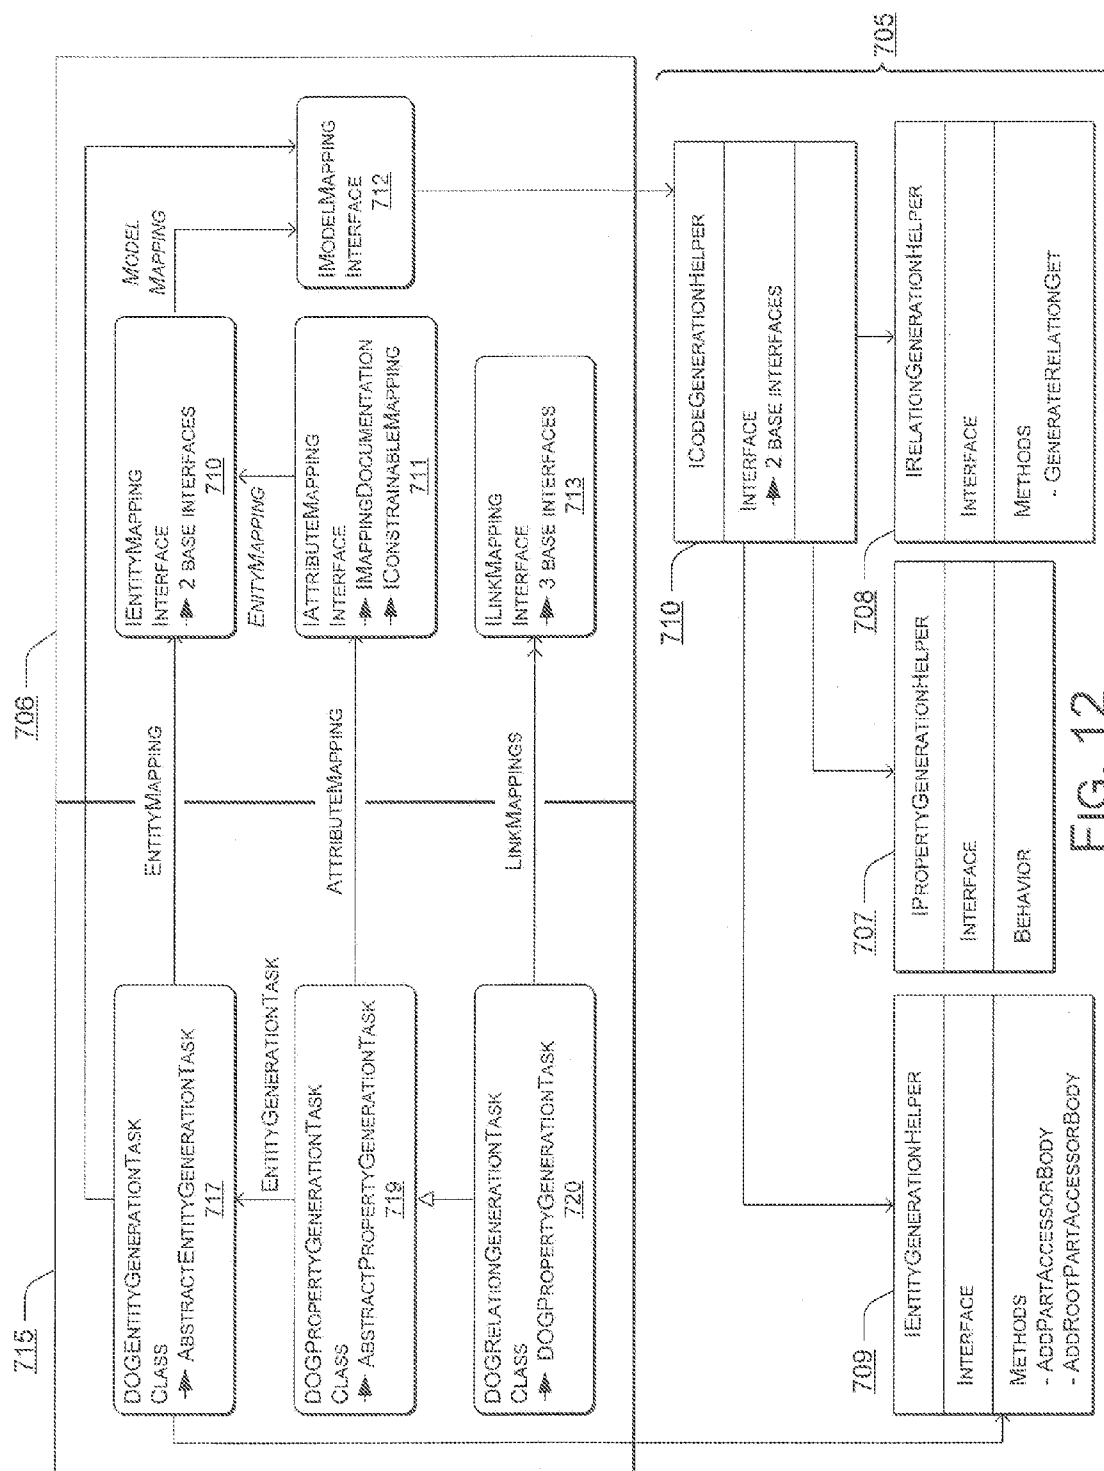 715
706
DOGENTITYGENERATIONTASK
CLASS
ABSTRACTENTITYGENERATIONTASK
717
ENTITYMAPPING
IENTITYMAPPING
INTERFACE
2 BASE INTERFACES
710
MODEL
MAPPING
ENTITYGENERATIONTASK
ENITYMAPPING
IMODELMAPPING
INTERFACE
712
DOGPROPERTYGENERATIONTASK
CLASS
ABSTRACTPROPERTYGENERATIONTASK
719
ATTRIBUTEMAPPING
IATTRIBUTEMAPPING
INTERFACE
IMAPPINGDOCUMENTATION
ICONSTRAINABLEMAPPING
711
DOGRELATIONGENERATIONTASK
CLASS
DOGPROPERTYGENERATIONTASK
720
LINKMAPPINGS
ILINKMAPPING
INTERFACE
3 BASE INTERFACES
713
705
710
ICODEGENERATIONHELPER
INTERFACE
2 BASE INTERFACES
709
IENTITYGENERATIONHELPER
INTERFACE
METHODS
- ADDPARTACCESSORBODY
- ADDROOTPARTACCESSORBODY
707
IPROPERTYGENERATIONHELPER
INTERFACE
BEHAVIOR
708
IRELATIONGENERATIONHELPER
INTERFACE
METHODS
- GENERATERELATIONGET
FIG. 12